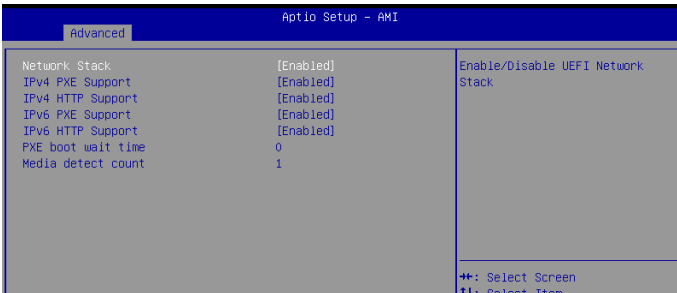 Aptio Setup – AMI
Advanced
Network Stack [Enabled]
IPv4 PXE Support [Enabled]
IPv4 HTTP Support [Enabled]
IPv6 PXE Support [Enabled]
IPv6 HTTP Support [Enabled]
PXE boot wait time 0
Media detect count 1
Enable/Disable UEFI Network
Stack
→←: Select Screen
↑↓: Select Item